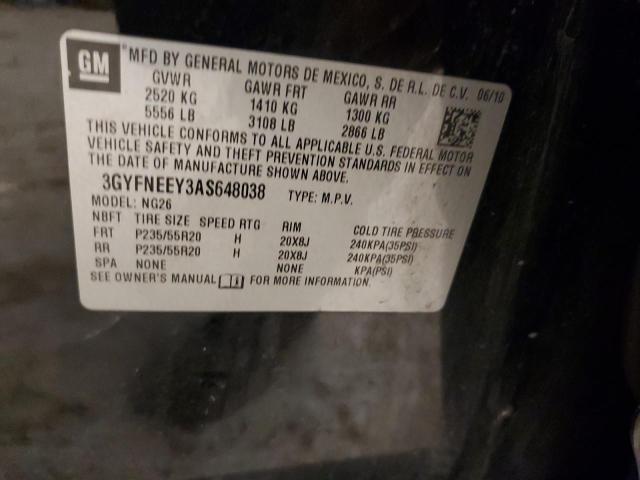 GM
MFD BY GENERAL MOTORS DE MEXICO, S. DE R.L. DE C.V. 06/10
GVWR GAWR FRT GAWR RR
2520 KG 1410 KG 1300 KG
5556 LB 3108 LB 2866 LB
THIS VEHICLE CONFORMS TO ALL APPLICABLE U.S. FEDERAL MOTOR
VEHICLE SAFETY AND THEFT PREVENTION STANDARDS IN EFFECT ON
THE DATE OF MANUFACTURE SHOWN ABOVE.
3GYFNEEY3AS648038 TYPE: M.P.V.
MODEL: NG26
NBFT TIRE SIZE SPEED RTG RIM COLD TIRE PRESSURE
FRT P235/55R20 H 20X8J 240KPA(35PSI)
RR P235/55R20 H 20X8J 240KPA(35PSI)
SPA NONE NONE KPA(PSI)
SEE OWNER'S MANUAL FOR MORE INFORMATION.